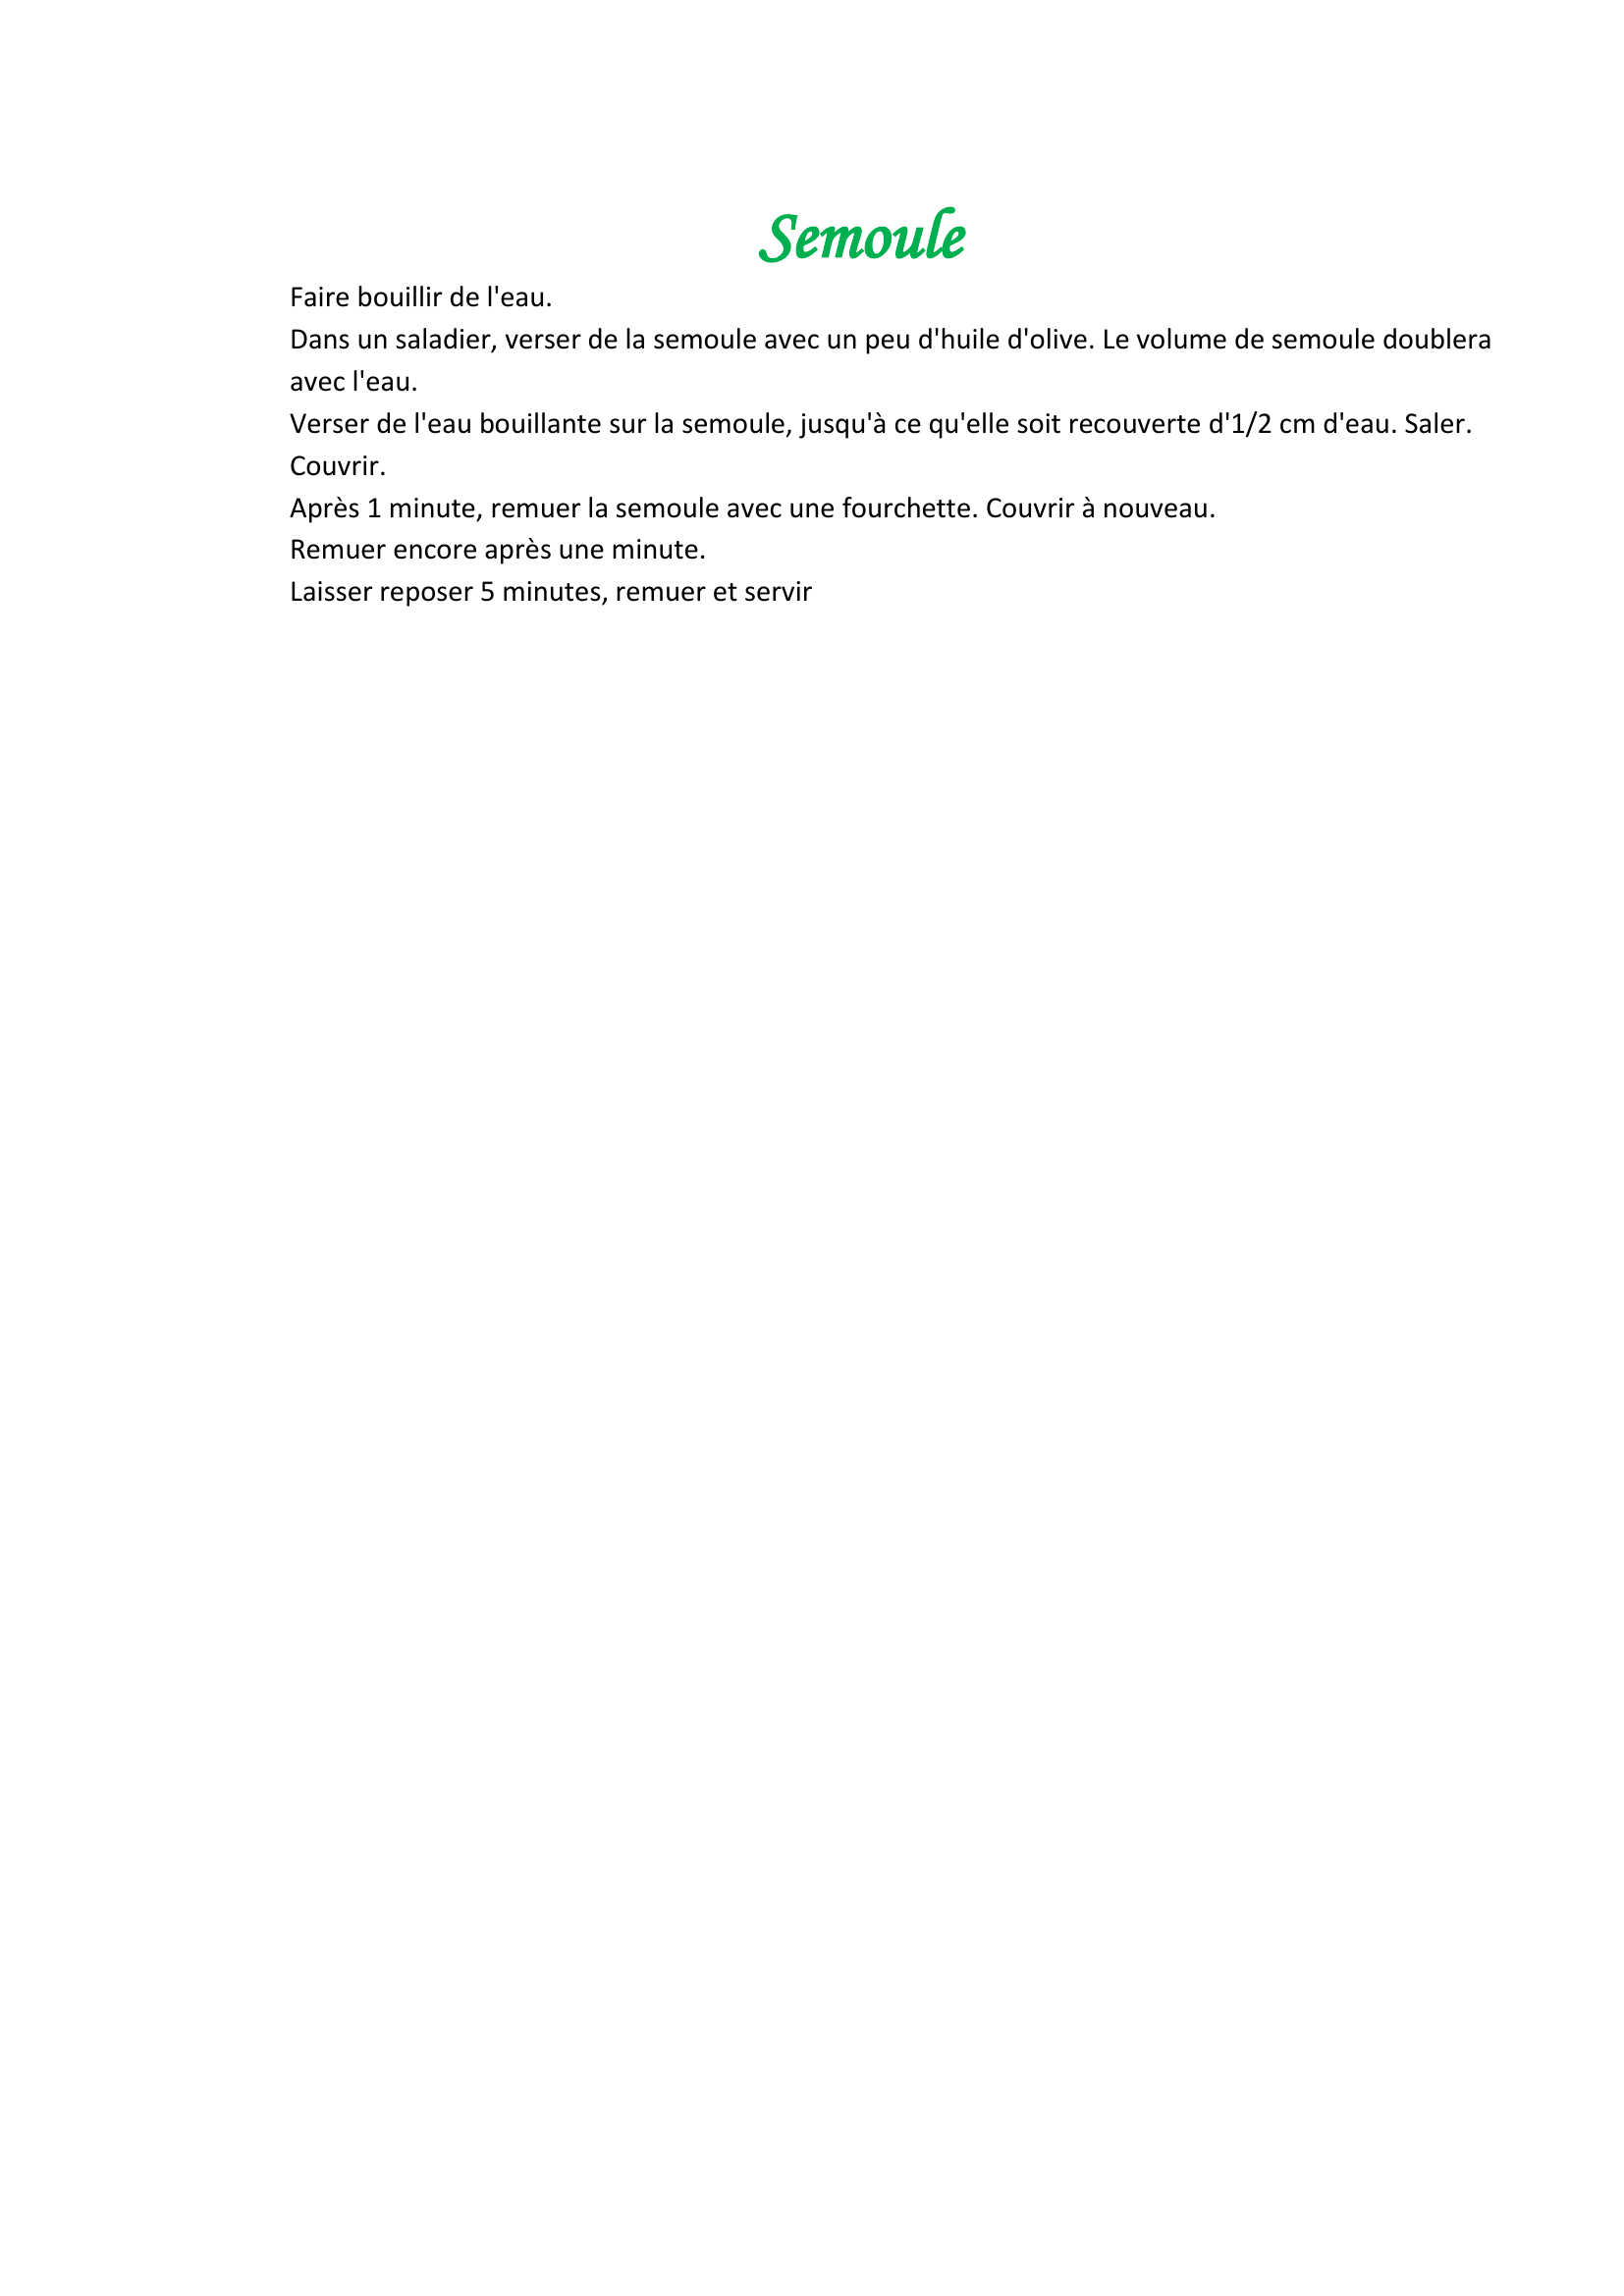 Semoule
Faire bouillir de l'eau.
Dans un saladier, verser de la semoule avec un peu d'huile d'olive. Le volume de semoule doublera
avec l'eau.
Verser de l'eau bouillante sur la semoule, jusqu'à ce qu'elle soit recouverte d'1/2 cm d'eau. Saler.
Couvrir.
Après 1 minute, remuer la semoule avec une fourchette. Couvrir à nouveau.
Remuer encore après une minute.
Laisser reposer 5 minutes, remuer et servir